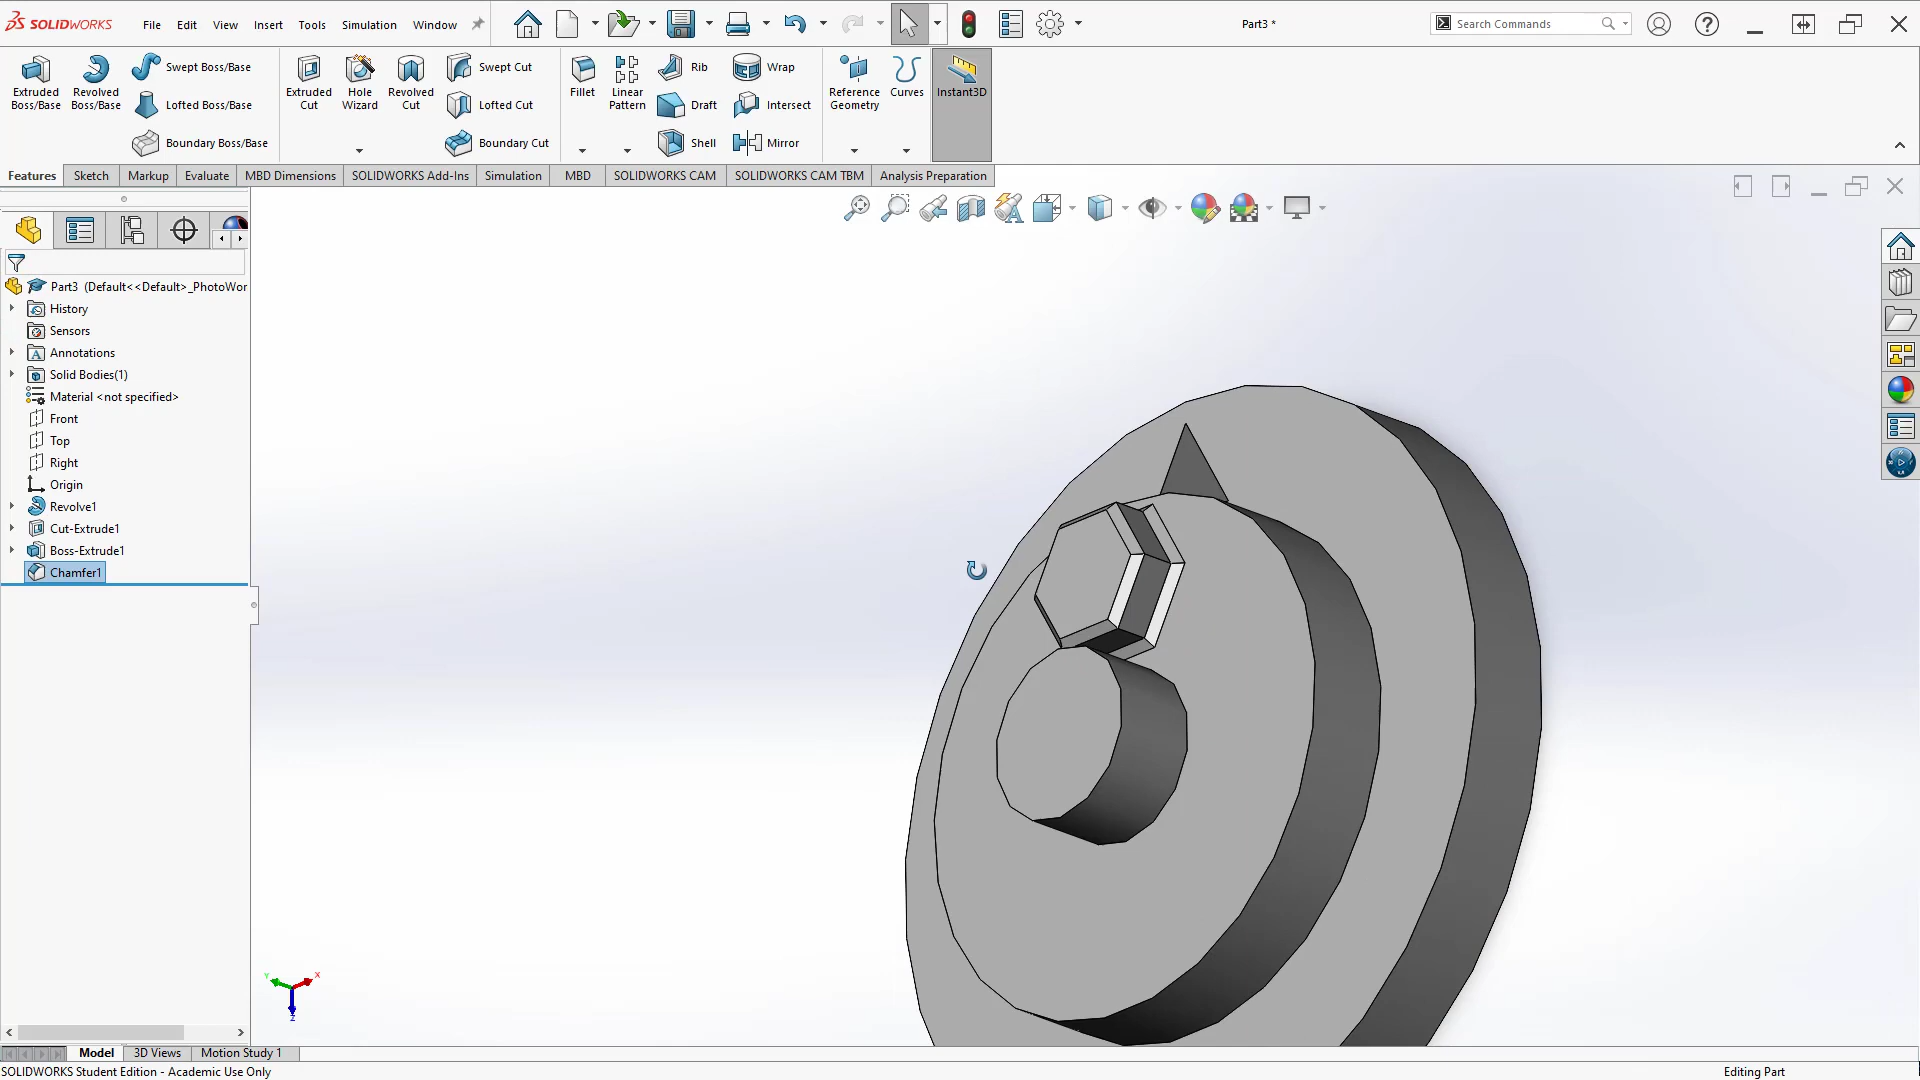 SOLIDWORKS File Edit View Insert Tools Simulation Window Part3 * Search Commands
Extruded Boss/Base
Revolved Boss/Base
Swept Boss/Base
Lofted Boss/Base
Boundary Boss/Base
Extruded Cut
Hole Wizard
Revolved Cut
Swept Cut
Lofted Cut
Boundary Cut
Fillet
Linear Pattern
Rib
Draft
Shell
Wrap
Intersect
Mirror
Reference Geometry
Curves
Instant3D
Features Sketch Markup Evaluate MBD Dimensions SOLIDWORKS Add-Ins Simulation MBD SOLIDWORKS CAM SOLIDWORKS CAM TBM Analysis Preparation
Part3 (Default<<Default>_PhotoWor
History
Sensors
Annotations
Solid Bodies(1)
Material <not specified>
Front
Top
Right
Origin
Revolve1
Cut-Extrude1
Boss-Extrude1
Chamfer1
Y X
Z
Model 3D Views Motion Study 1
SOLIDWORKS Student Edition - Academic Use Only Editing Part